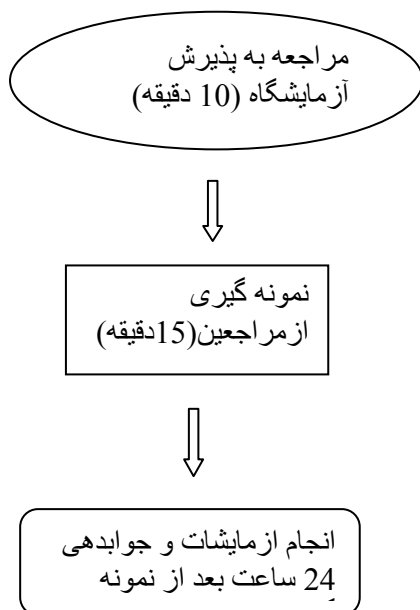 مراجعه به پذیرش
آزمایشگاه (10 دقیقه)
نمونه گیری
ازمراجعین(15دقیقه)
انجام ازمایشات و جوابدهی
24 ساعت بعد از نمونه